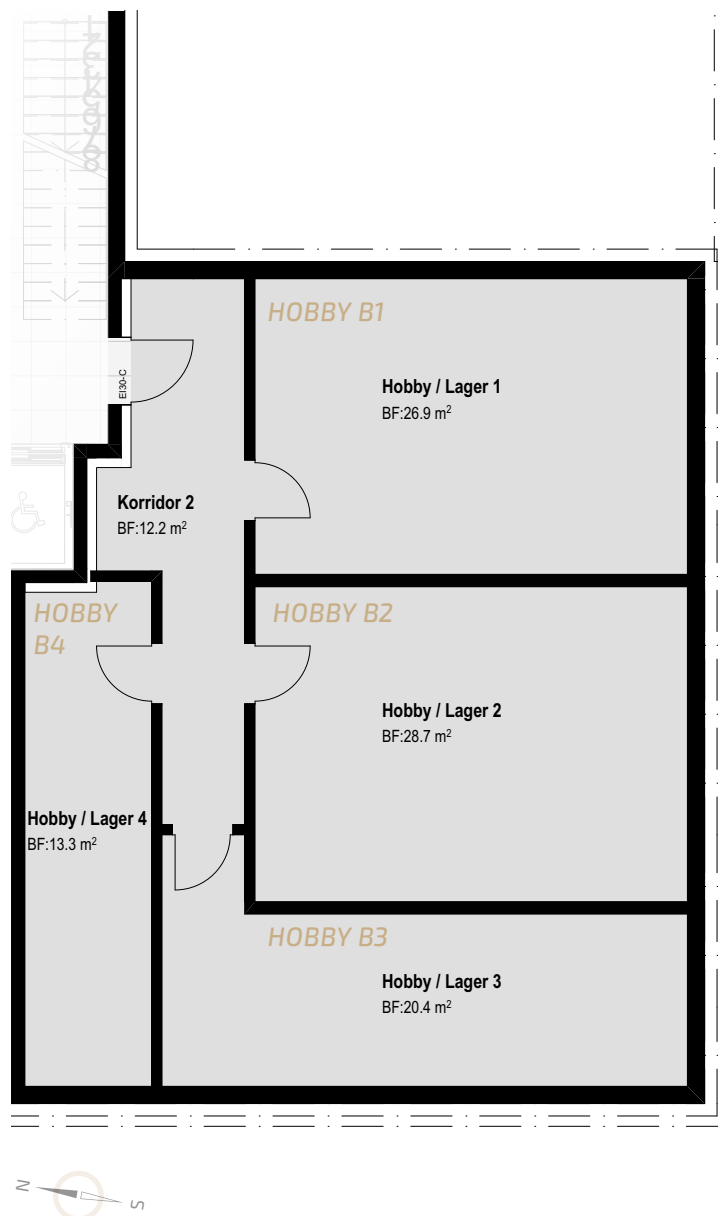 HOBBY B1
Hobby / Lager 1
BF:26.9 m²
EI30-C
Korridor 2
BF:12.2 m²
HOBBY
B4
HOBBY B2
Hobby / Lager 2
BF:28.7 m²
Hobby / Lager 4
BF:13.3 m²
HOBBY B3
Hobby / Lager 3
BF:20.4 m²
N
S